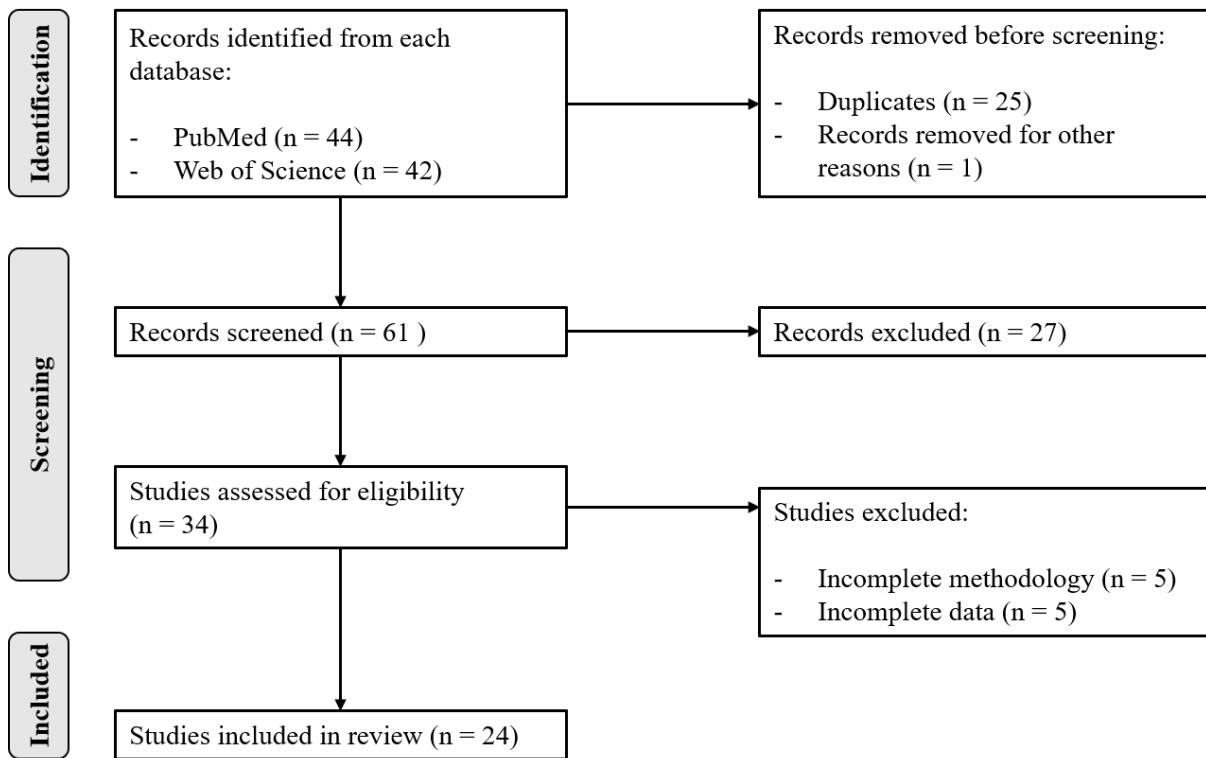 Identification
Records identified from each
database:
- PubMed (n = 44)
- Web of Science (n = 42)
Records removed before screening:
- Duplicates (n = 25)
- Records removed for other
reasons (n = 1)
Screening
Records screened (n = 61 )
Records excluded (n = 27)
Studies assessed for eligibility
(n = 34)
Studies excluded:
- Incomplete methodology (n = 5)
- Incomplete data (n = 5)
Included
Studies included in review (n = 24)